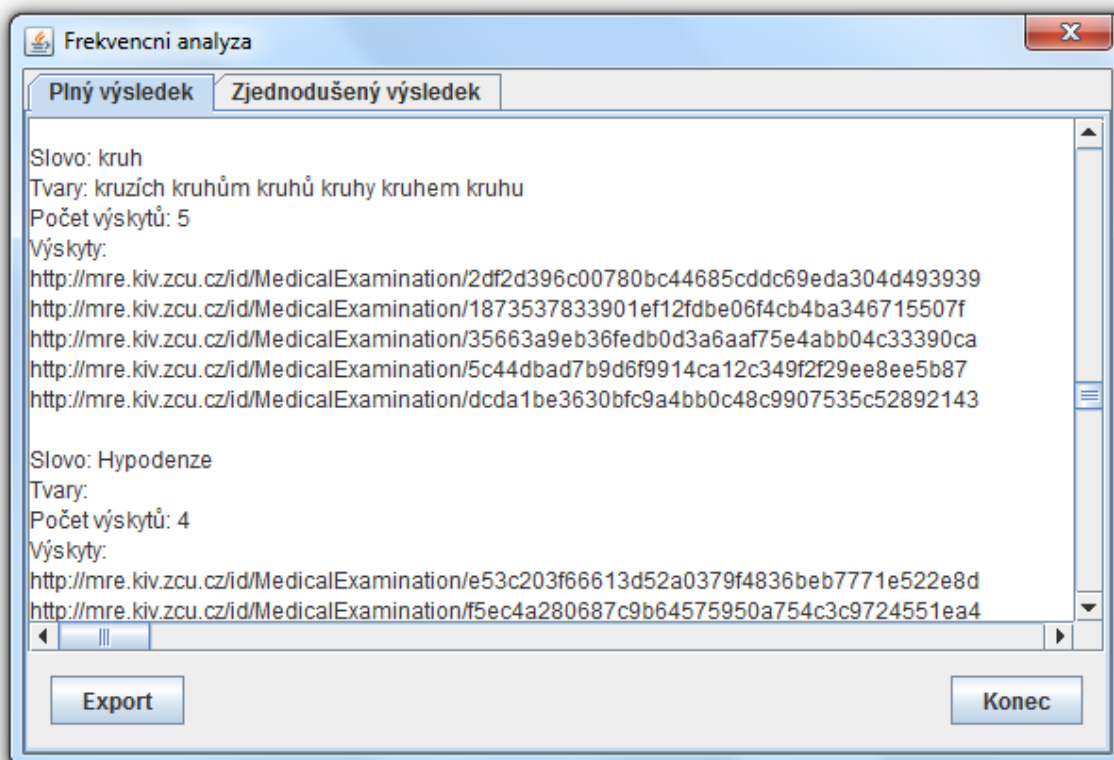 Frekvencni analyza
Plný výsledek Zjednodušený výsledek
Slovo: kruh
Tvary: kruzích kruhům kruhů kruhy kruhem kruhu
Počet výskytů: 5
Výskyty:
http://mre.kiv.zcu.cz/id/MedicalExamination/2df2d396c00780bc44685cddc69eda304d493939
http://mre.kiv.zcu.cz/id/MedicalExamination/1873537833901ef12fdbe06f4cb4ba346715507f
http://mre.kiv.zcu.cz/id/MedicalExamination/35663a9eb36fedb0d3a6aaf75e4abb04c33390ca
http://mre.kiv.zcu.cz/id/MedicalExamination/5c44dbad7b9d6f9914ca12c349f2f29ee8ee5b87
http://mre.kiv.zcu.cz/id/MedicalExamination/dcda1be3630bfc9a4bb0c48c9907535c52892143
Slovo: Hypodenze
Tvary:
Počet výskytů: 4
Výskyty:
http://mre.kiv.zcu.cz/id/MedicalExamination/e53c203f66613d52a0379f4836beb7771e522e8d
http://mre.kiv.zcu.cz/id/MedicalExamination/f5ec4a280687c9b64575950a754c3c9724551ea4
Export Konec